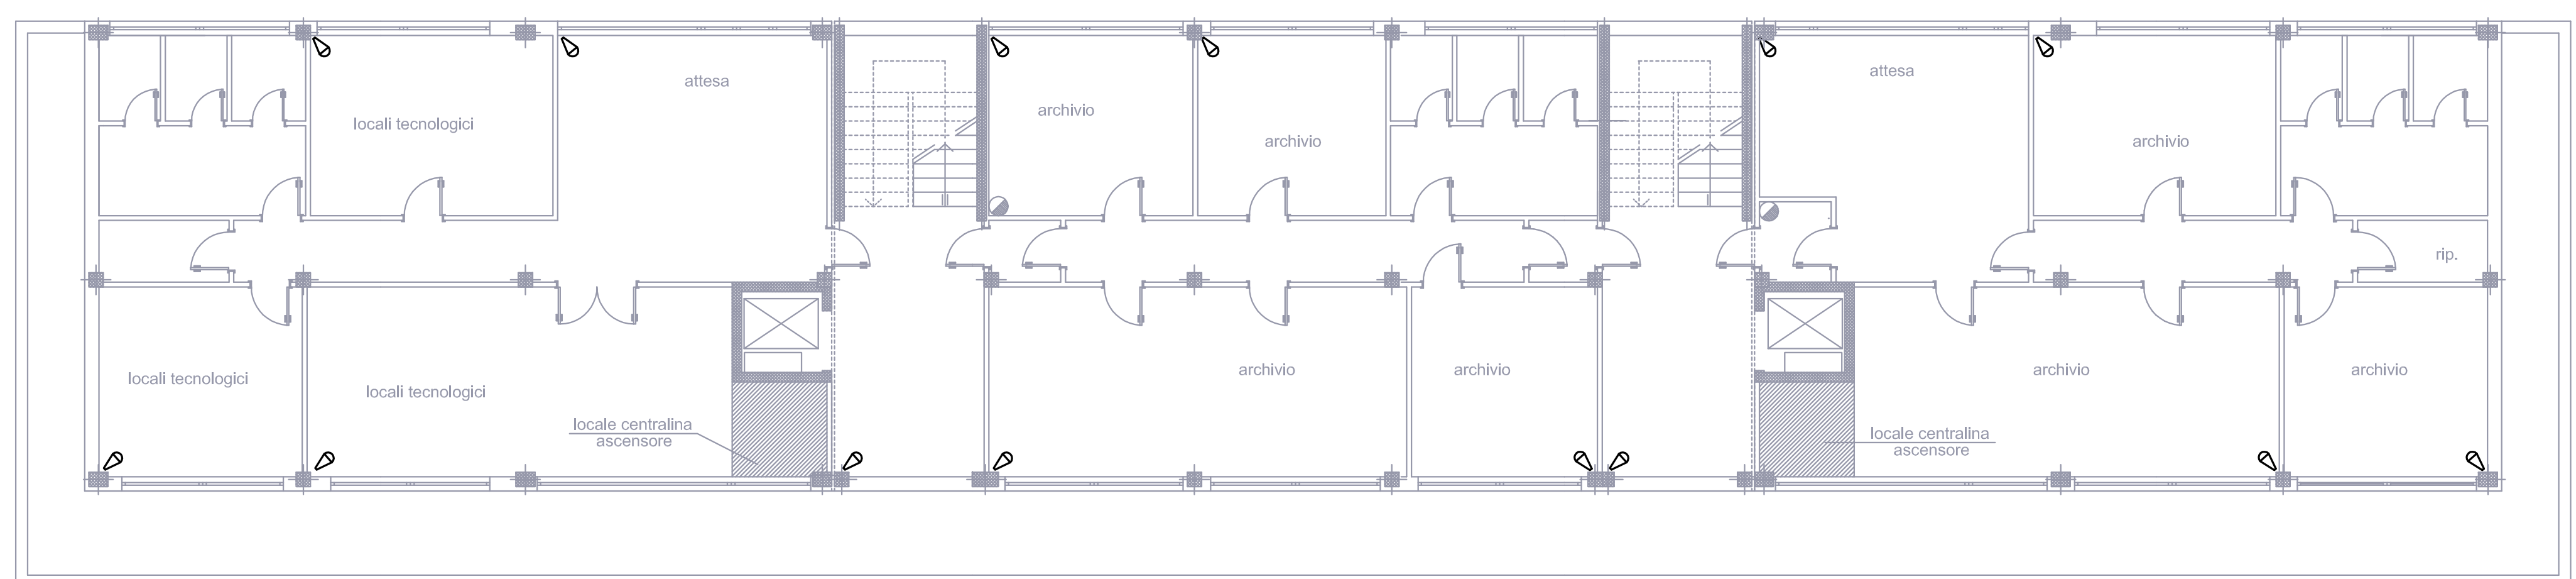 attesa
attesa
archivio
locali tecnologici
archivio
archivio
rip.
archivio
archivio
archivio
archivio
locali tecnologici
locali tecnologici
locale centralina
ascensore
locale centralina
ascensore